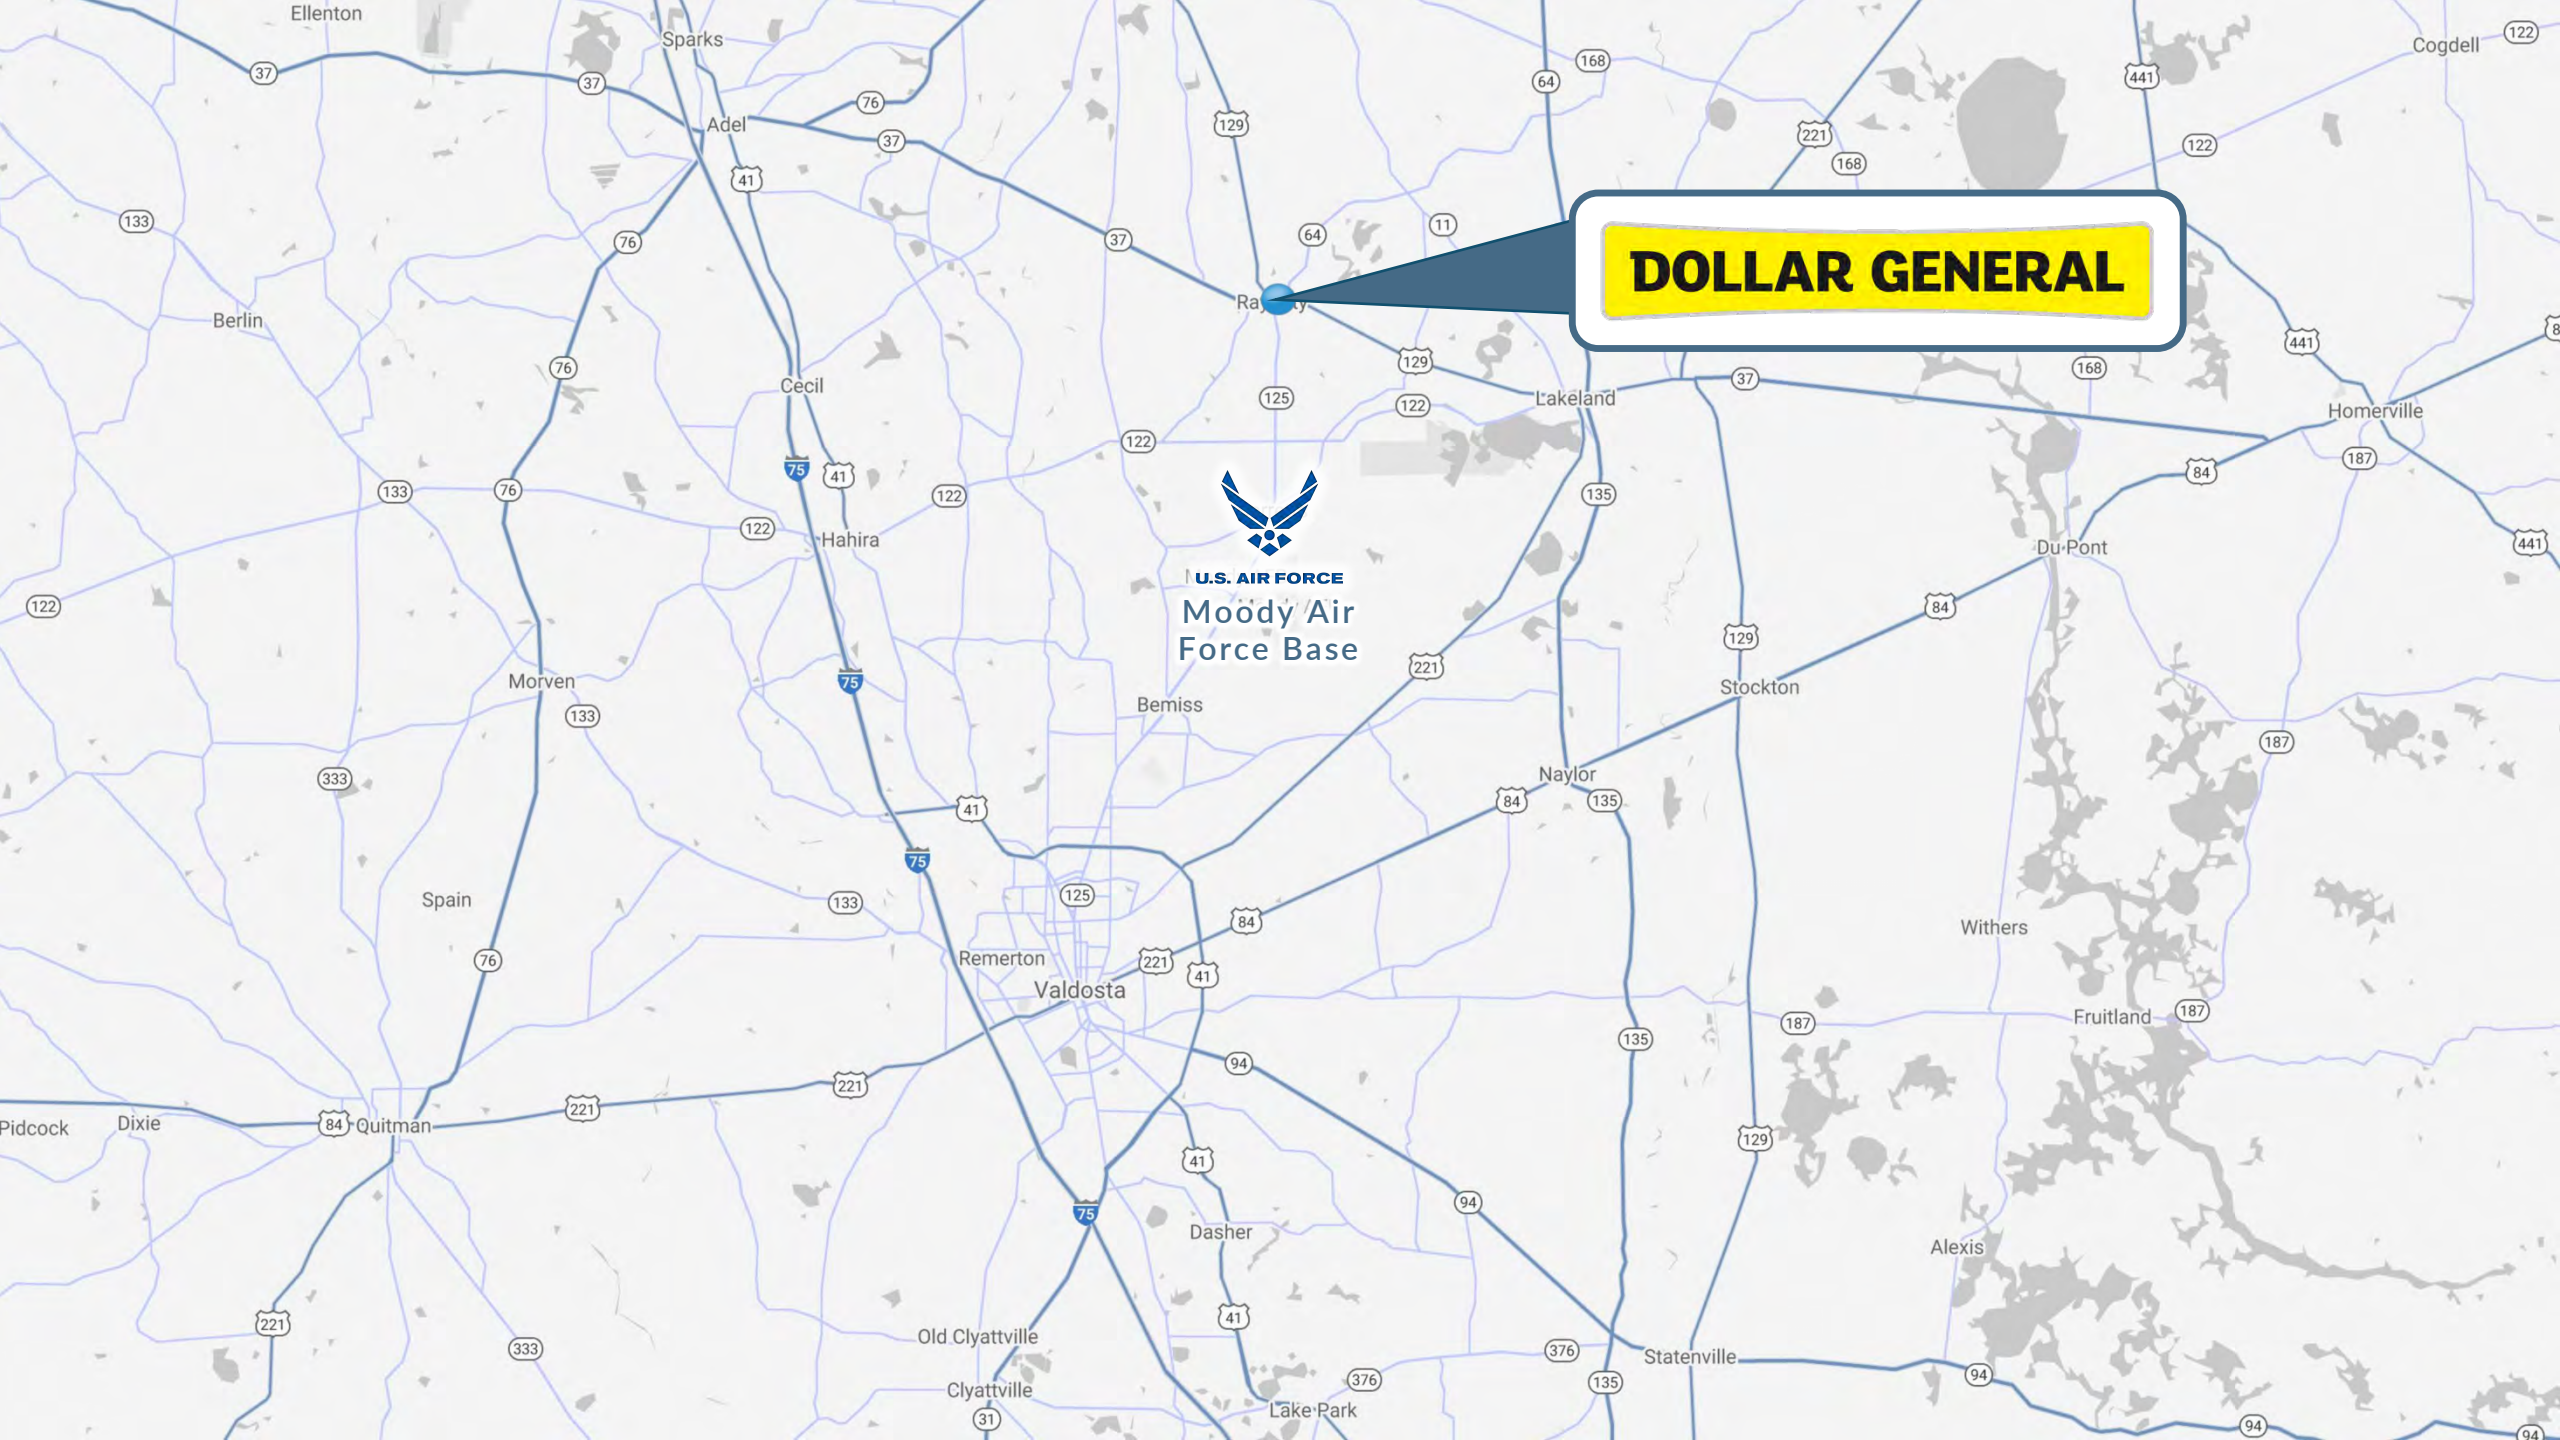 Ellenton
Sparks
Cogdell
122
37
37
76
64
168
441
Adel
37
129
221
122
168
41
133
76
37
64
11
DOLLAR GENERAL
Berlin
441
76
129
168
Cecil
125
122
Lakeland
37
Homerville
122
187
75
41
84
133
76
122
135
122
Hahira
441
Du Pont
U.S. AIR FORCE
122
Moody Air
Force Base
84
129
221
Morven
75
Stockton
133
Bemiss
187
333
41
Naylor
84
135
75
Spain
125
133
84
Withers
76
Remerton
221
41
Valdosta
187
Fruitland
187
135
94
221
221
84
Quitman
Dixie
Pidcock
129
41
75
94
Dasher
Alexis
221
41
Old Clyattville
333
376
Statenville
94
376
135
Clyattville
Lake Park
31
94
94